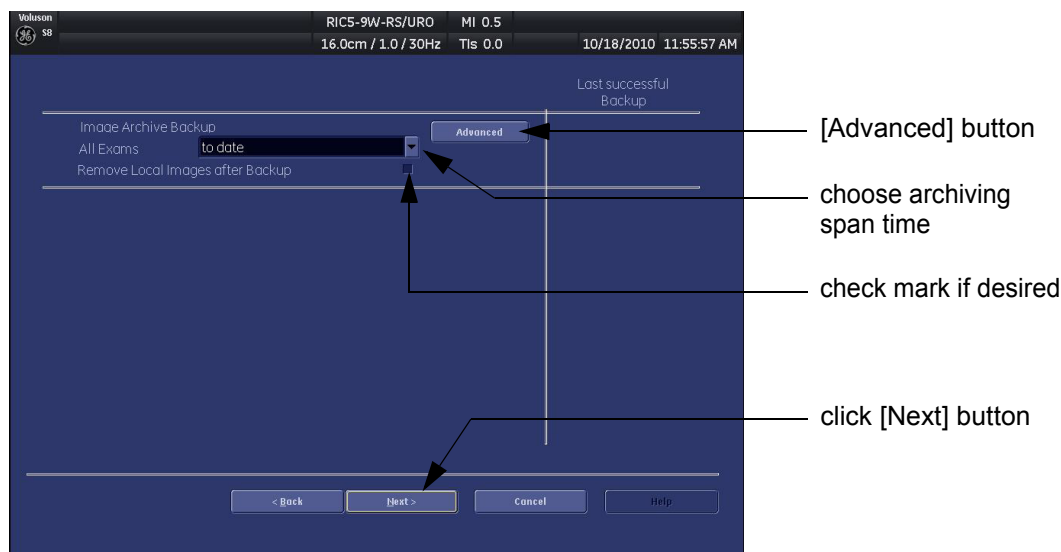 Voluson
S8
RIC5-9W-RS/URO MI 0.5
16.0cm / 1.0 / 30Hz TIs 0.0 10/18/2010 11:55:57 AM
Last successful
Backup
Image Archive Backup
Advanced
All Exams
to date
Remove Local Images after Backup
[Advanced] button
choose archiving
span time
check mark if desired
click [Next] button
< Back
Next >
Cancel
Help